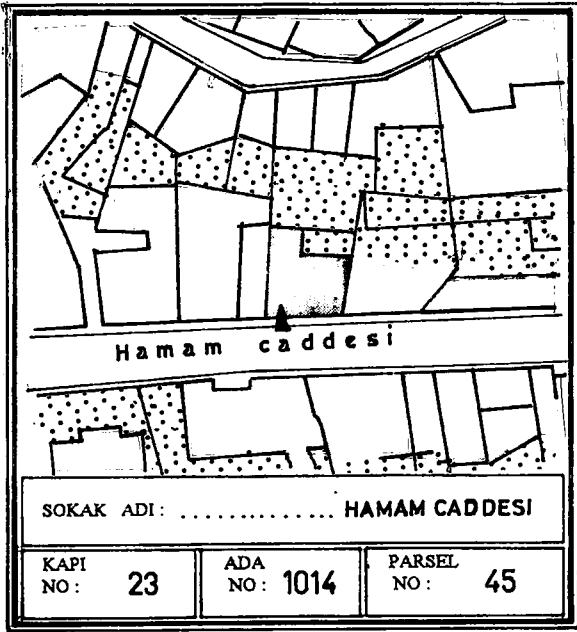 Hamam caddesi
SOKAK ADI : .............. HAMAM CADDESI
KAPI NO : 23
ADA NO : 1014
PARSEL NO : 45